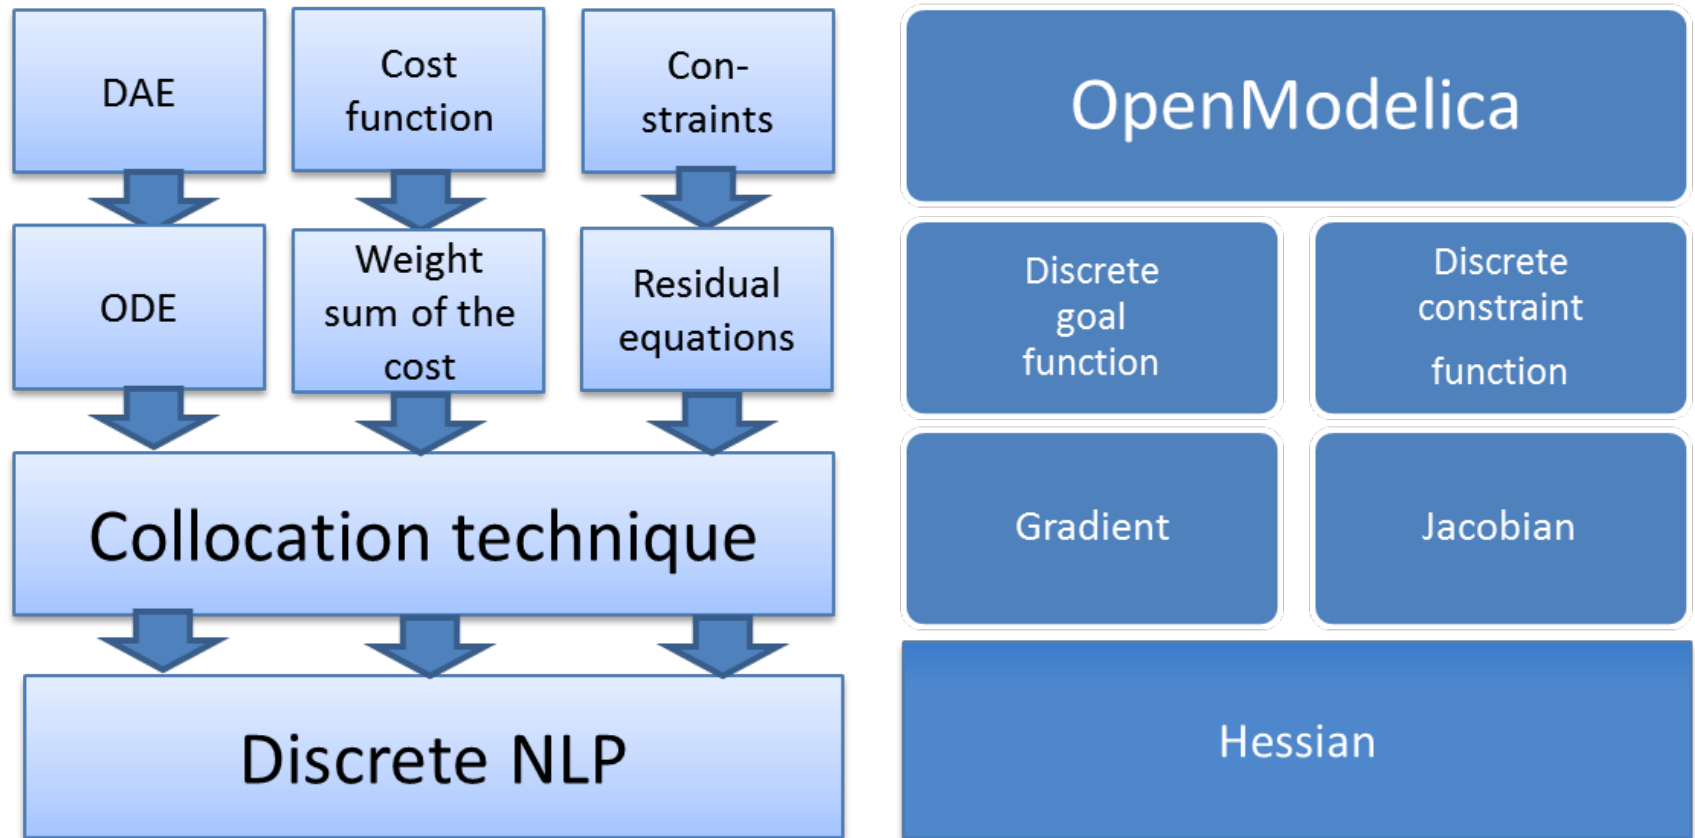 DAE
Cost
function
Con-
straints
ODE
Weight
sum of the
cost
Residual
equations
Collocation technique
Discrete NLP
OpenModelica
Discrete
goal
function
Discrete
constraint
function
Gradient
Jacobian
Hessian